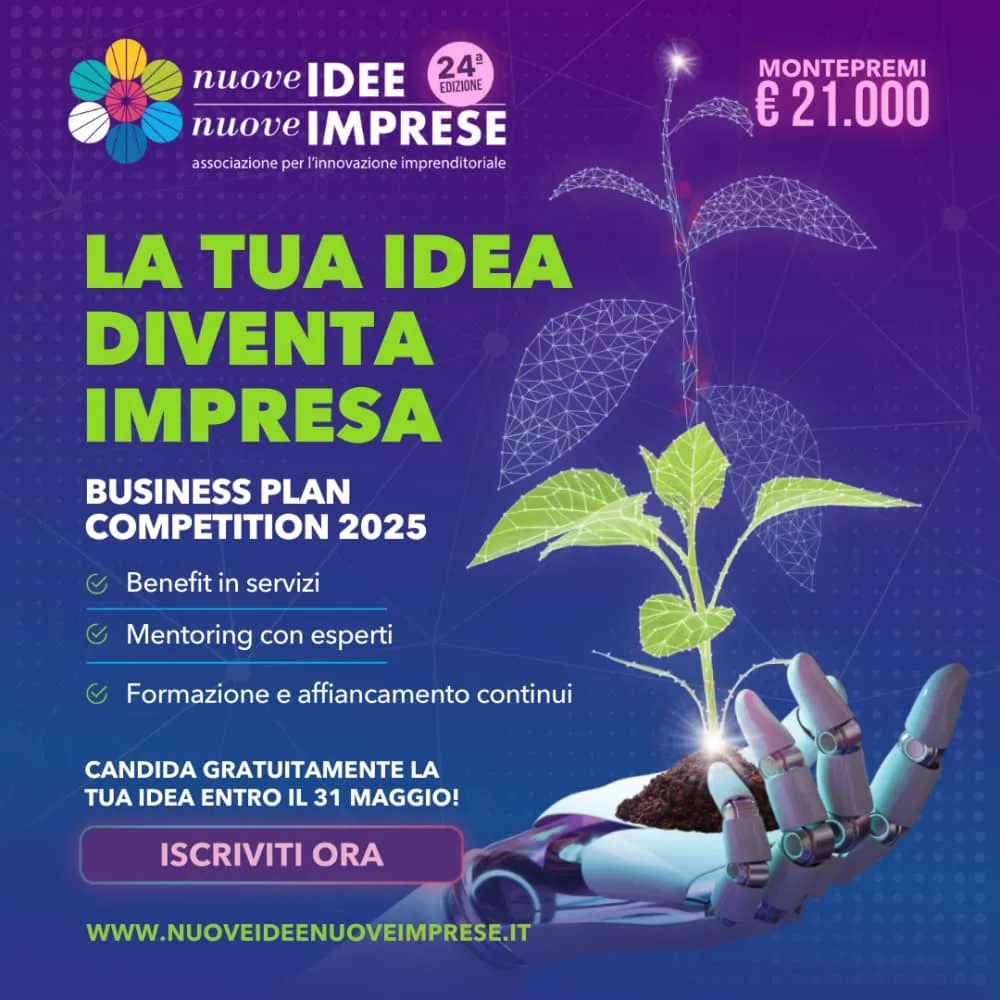 nuove IDEE
nuove IMPRESE
24ª
EDIZIONE
associazione per l'innovazione imprenditoriale
MONTEPREMI
€ 21.000
LA TUA IDEA
DIVENTA
IMPRESA
BUSINESS PLAN
COMPETITION 2025
Benefit in servizi
Mentoring con esperti
Formazione e affiancamento continui
CANDIDA GRATUITAMENTE LA
TUA IDEA ENTRO IL 31 MAGGIO!
ISCRIVITI ORA
WWW.NUOVEIDEENUOVEIMPRESE.IT